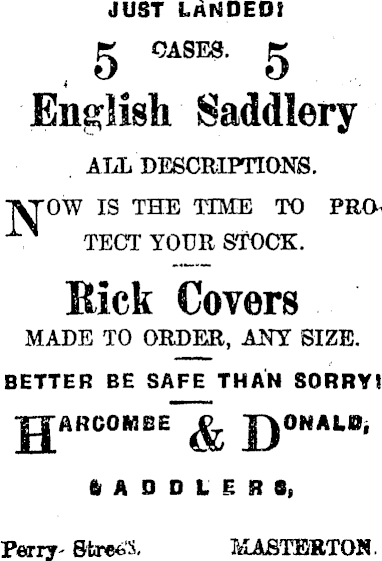 JUST LANDED!
5 CASES. 5
English Saddlery
ALL DESCRIPTIONS.
NOW IS THE TIME TO PRO-
TECT YOUR STOCK.
Rick Covers
MADE TO ORDER, ANY SIZE.
BETTER BE SAFE THAN SORRY!
HARCOMBE & DONALD,
SADDLERS,
Perry Street, MASTERTON.